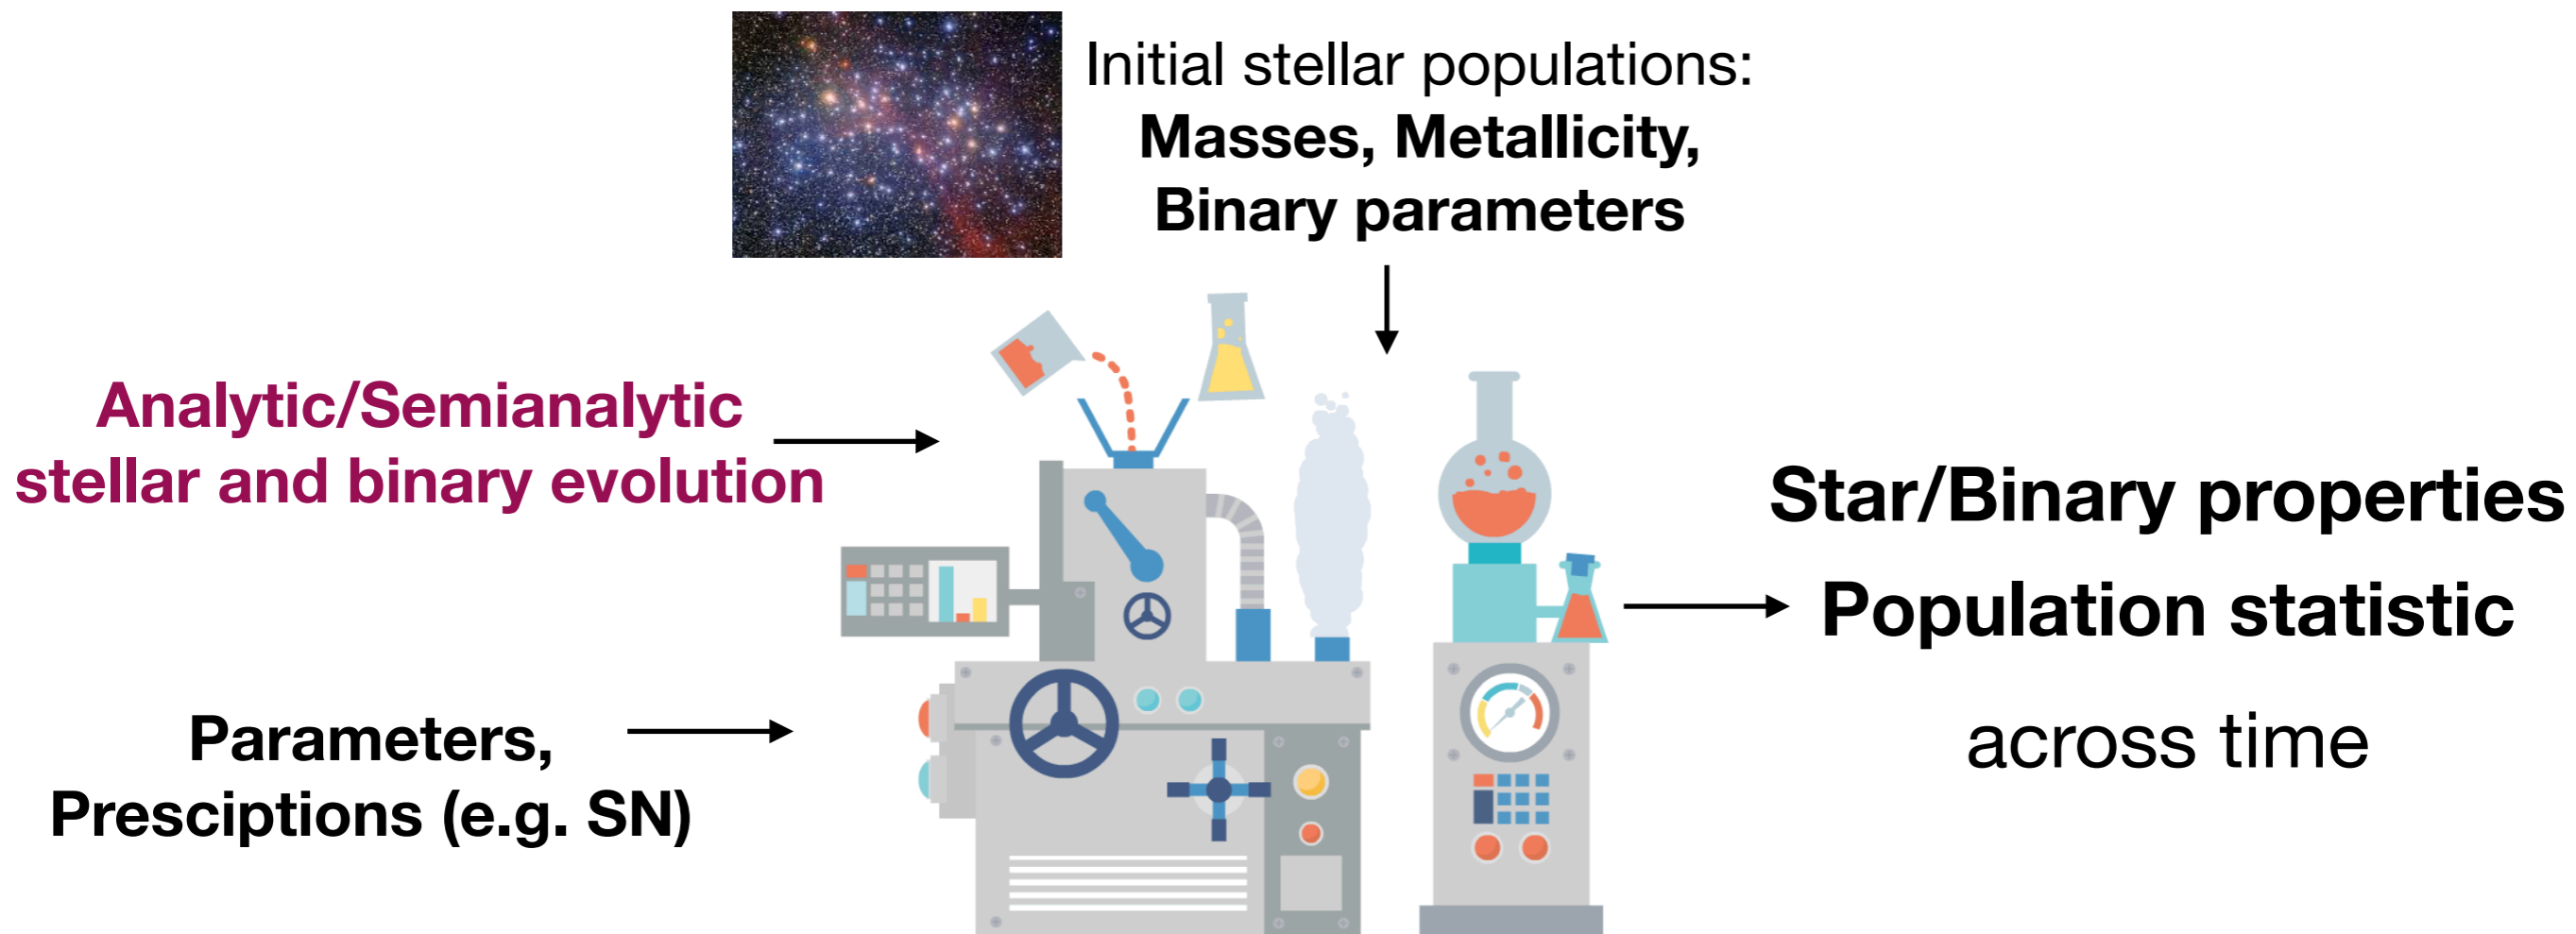 Initial stellar populations:
Masses, Metallicity,
Binary parameters
Analytic/Semianalytic
stellar and binary evolution
Parameters,
Presciptions (e.g. SN)
Star/Binary properties
Population statistic
across time